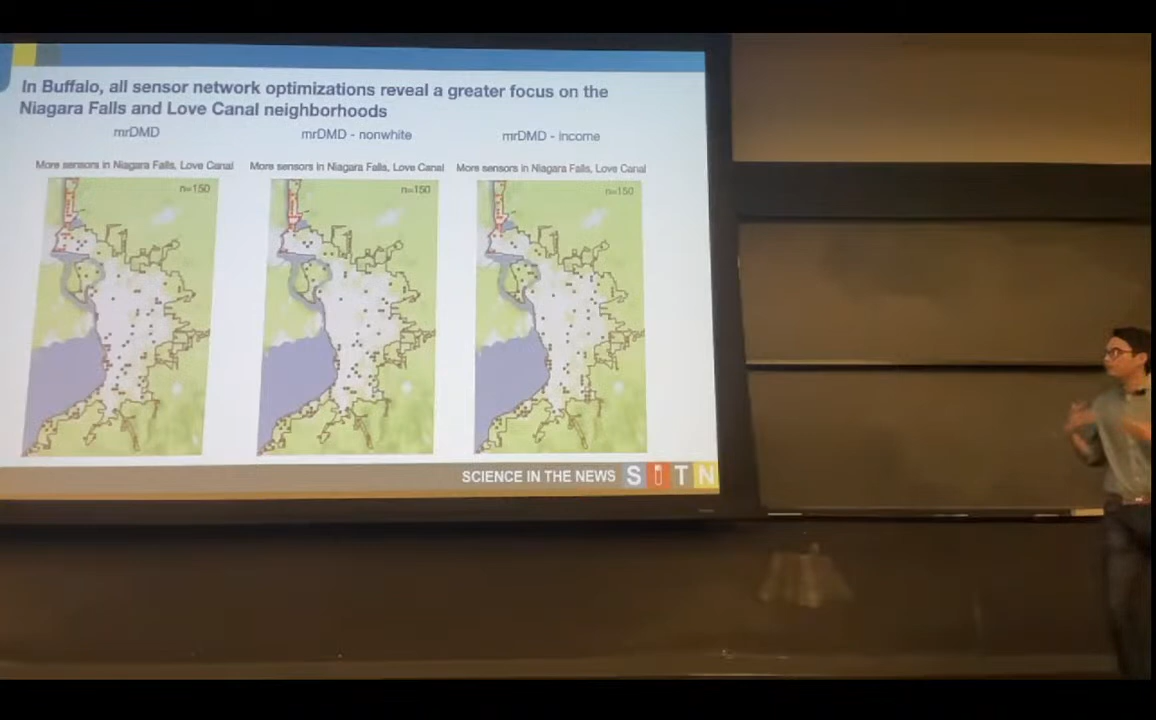 In Buffalo, all sensor network optimizations reveal a greater focus on the
Niagara Falls and Love Canal neighborhoods
mrDMD
mrDMD - nonwhite
mrDMD - income
More sensors in Niagara Falls, Love Canal
More sensors in Niagara Falls, Love Canal
More sensors in Niagara Falls, Love Canal
n=150
n=150
n=150
SCIENCE IN THE NEWS SITN